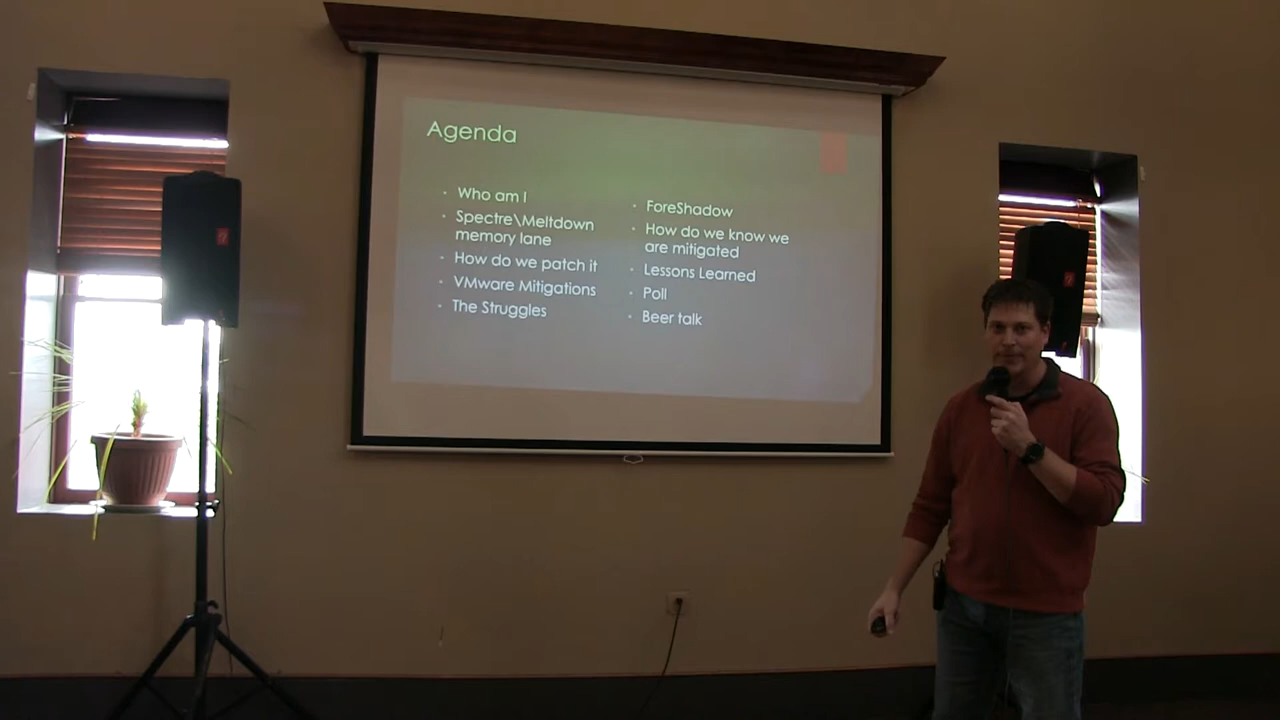 Agenda
Who am I
Spectre\Meltdown
memory lane
How do we patch it
VMware Mitigations
The Struggles
ForeShadow
How do we know we
are mitigated
Lessons Learned
Poll
Beer talk